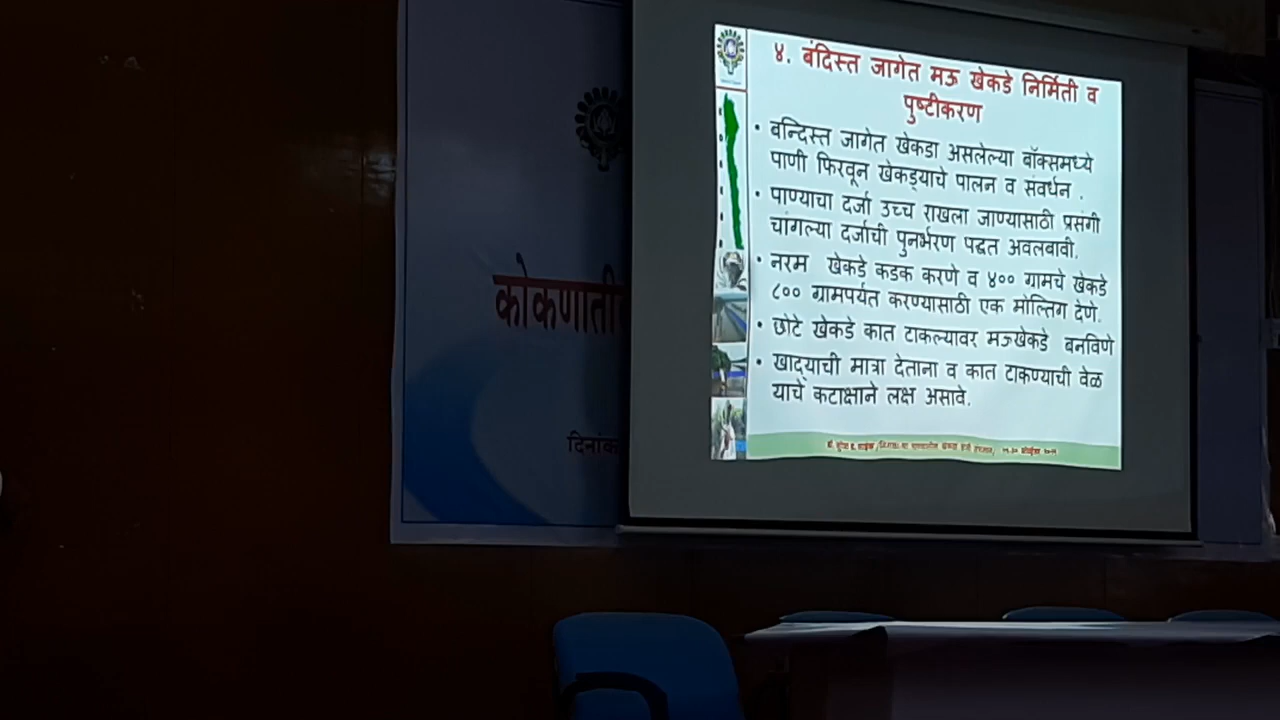 ४. बंदिस्त जागेत मऊ खेकडे निर्मिती व
पुष्टीकरण
• बन्दिस्त जागेत खेकडा असलेल्या बॉक्समध्ये
पाणी फिरवून खेकड्याचे पालन व संवर्धन .
• पाण्याचा दर्जा उच्च राखला जाण्यासाठी प्रसंगी
चांगल्या दर्जाची पुनर्भरण पद्धत अवलबावी.
• नरम खेकडे कडक करणे व ४०० ग्रामचे खेकडे
८०० ग्रामपर्यंत करण्यासाठी एक मोल्तिग देणे.
• छोटे खेकडे कात टाकल्यावर मञ्खेकडे बनविणे
• खाद्याची मात्रा देताना व कात टाकण्याची वेळ
याचे कटाक्षाने लक्ष असावे.
कोकणाती
दिनांक